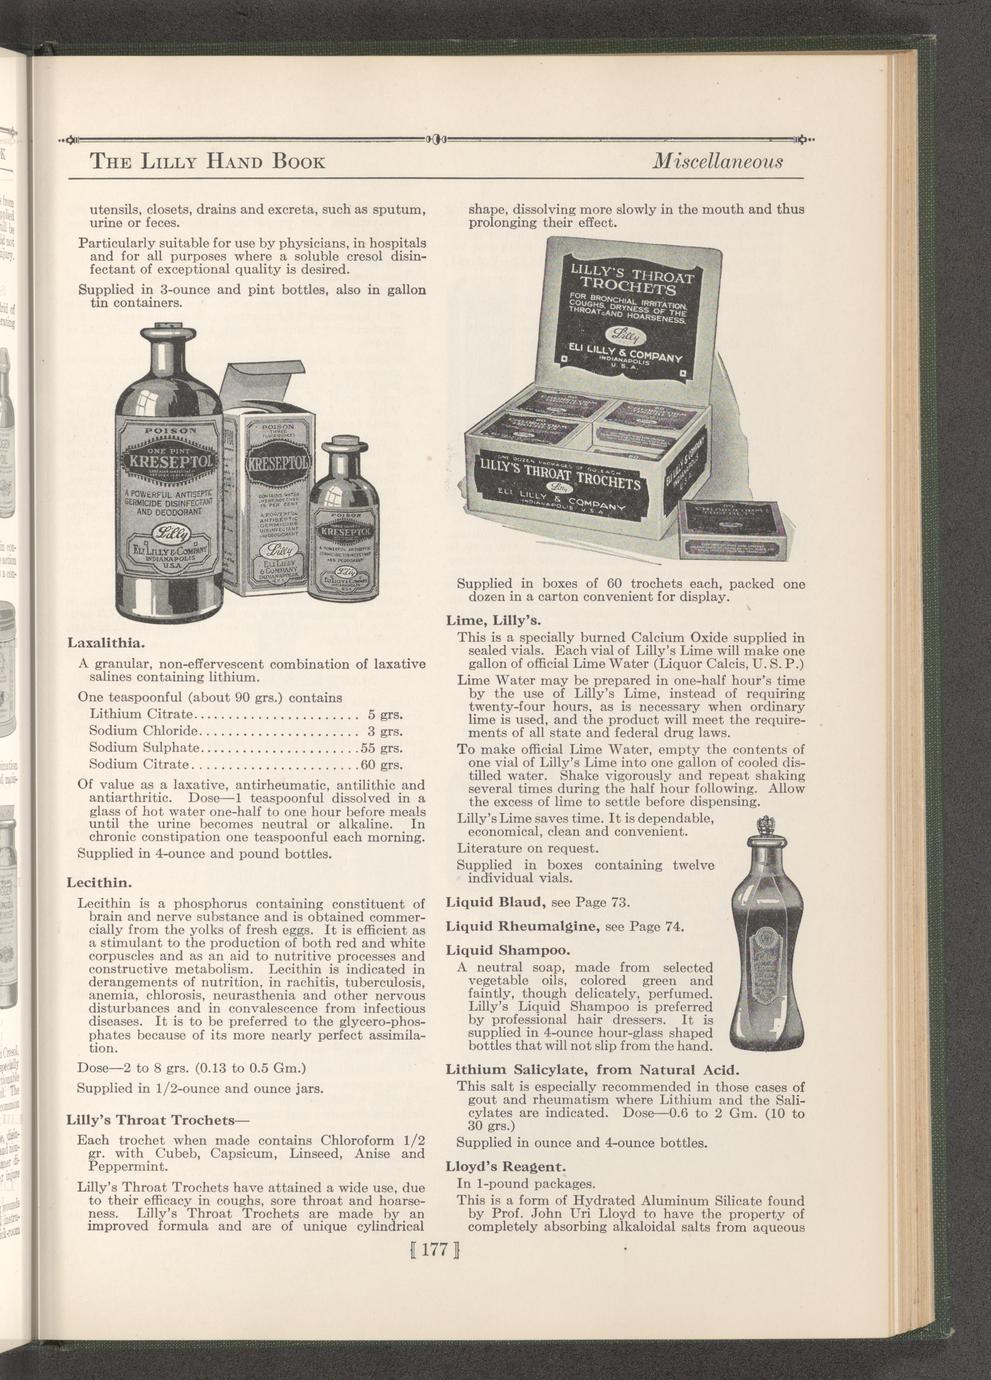 THE LILLY HAND BOOK
Miscellaneous
utensils, closets, drains and excreta, such as sputum,
urine or feces.
Particularly suitable for use by physicians, in hospitals
and for all purposes where a soluble cresol disin-
fectant of exceptional quality is desired.
Supplied in 3-ounce and pint bottles, also in gallon
tin containers.
POISON
ONE PINT
KRESEPTOL
A POWERFUL ANTISEPTIC
GERMICIDE DISINFECTANT
AND DEODORANT
Lilly
ELI LILLY & COMPANY
INDIANAPOLIS
U.S.A.
POISON
THREE
KRESEPTOL
A POWERFUL
ANTISEPTIC
GERMICIDE
DISINFECTANT
AND DEODORANT
Lilly
ELI LILLY
& COMPANY
INDIANAPOLIS
POISON
KRESEPTOL
Lilly
ELI LILLY & CO.
Laxalithia.
A granular, non-effervescent combination of laxative
salines containing lithium.
One teaspoonful (about 90 grs.) contains
Lithium Citrate........................ 5 grs.
Sodium Chloride........................ 3 grs.
Sodium Sulphate........................55 grs.
Sodium Citrate.........................60 grs.
Of value as a laxative, antirheumatic, antilithic and
antiarthritic. Dose—1 teaspoonful dissolved in a
glass of hot water one-half to one hour before meals
until the urine becomes neutral or alkaline. In
chronic constipation one teaspoonful each morning.
Supplied in 4-ounce and pound bottles.
Lecithin.
Lecithin is a phosphorus containing constituent of
brain and nerve substance and is obtained commer-
cially from the yolks of fresh eggs. It is efficient as
a stimulant to the production of both red and white
corpuscles and as an aid to nutritive processes and
constructive metabolism. Lecithin is indicated in
derangements of nutrition, in rachitis, tuberculosis,
anemia, chlorosis, neurasthenia and other nervous
disturbances and in convalescence from infectious
diseases. It is to be preferred to the glycero-phos-
phates because of its more nearly perfect assimila-
tion.
Dose—2 to 8 grs. (0.13 to 0.5 Gm.)
Supplied in 1/2-ounce and ounce jars.
Lilly's Throat Trochets—
Each trochet when made contains Chloroform 1/2
gr. with Cubeb, Capsicum, Linseed, Anise and
Peppermint.
Lilly's Throat Trochets have attained a wide use, due
to their efficacy in coughs, sore throat and hoarse-
ness. Lilly's Throat Trochets are made by an
improved formula and are of unique cylindrical
shape, dissolving more slowly in the mouth and thus
prolonging their effect.
LILLY'S THROAT
TROCHETS
FOR BRONCHIAL IRRITATION,
COUGHS, DRYNESS OF THE
THROAT AND HOARSENESS.
Lilly
ELI LILLY & COMPANY
INDIANAPOLIS
U.S.A.
ONE DOZEN PACKAGES OF 60 EACH
LILLY'S THROAT TROCHETS
Lilly
ELI LILLY & COMPANY
INDIANAPOLIS U.S.A.
Supplied in boxes of 60 trochets each, packed one
dozen in a carton convenient for display.
Lime, Lilly's.
This is a specially burned Calcium Oxide supplied in
sealed vials. Each vial of Lilly's Lime will make one
gallon of official Lime Water (Liquor Calcis, U. S. P.)
Lime Water may be prepared in one-half hour's time
by the use of Lilly's Lime, instead of requiring
twenty-four hours, as is necessary when ordinary
lime is used, and the product will meet the require-
ments of all state and federal drug laws.
To make official Lime Water, empty the contents of
one vial of Lilly's Lime into one gallon of cooled dis-
tilled water. Shake vigorously and repeat shaking
several times during the half hour following. Allow
the excess of lime to settle before dispensing.
Lilly's Lime saves time. It is dependable,
economical, clean and convenient.
Literature on request.
Supplied in boxes containing twelve
individual vials.
Liquid Blaud, see Page 73.
Liquid Rheumalgine, see Page 74.
Liquid Shampoo.
A neutral soap, made from selected
vegetable oils, colored green and
faintly, though delicately, perfumed.
Lilly's Liquid Shampoo is preferred
by professional hair dressers. It is
supplied in 4-ounce hour-glass shaped
bottles that will not slip from the hand.
Lithium Salicylate, from Natural Acid.
This salt is especially recommended in those cases of
gout and rheumatism where Lithium and the Sali-
cylates are indicated. Dose—0.6 to 2 Gm. (10 to
30 grs.)
Supplied in ounce and 4-ounce bottles.
Lloyd's Reagent.
In 1-pound packages.
This is a form of Hydrated Aluminum Silicate found
by Prof. John Uri Lloyd to have the property of
completely absorbing alkaloidal salts from aqueous
⟦ 177 ⟧